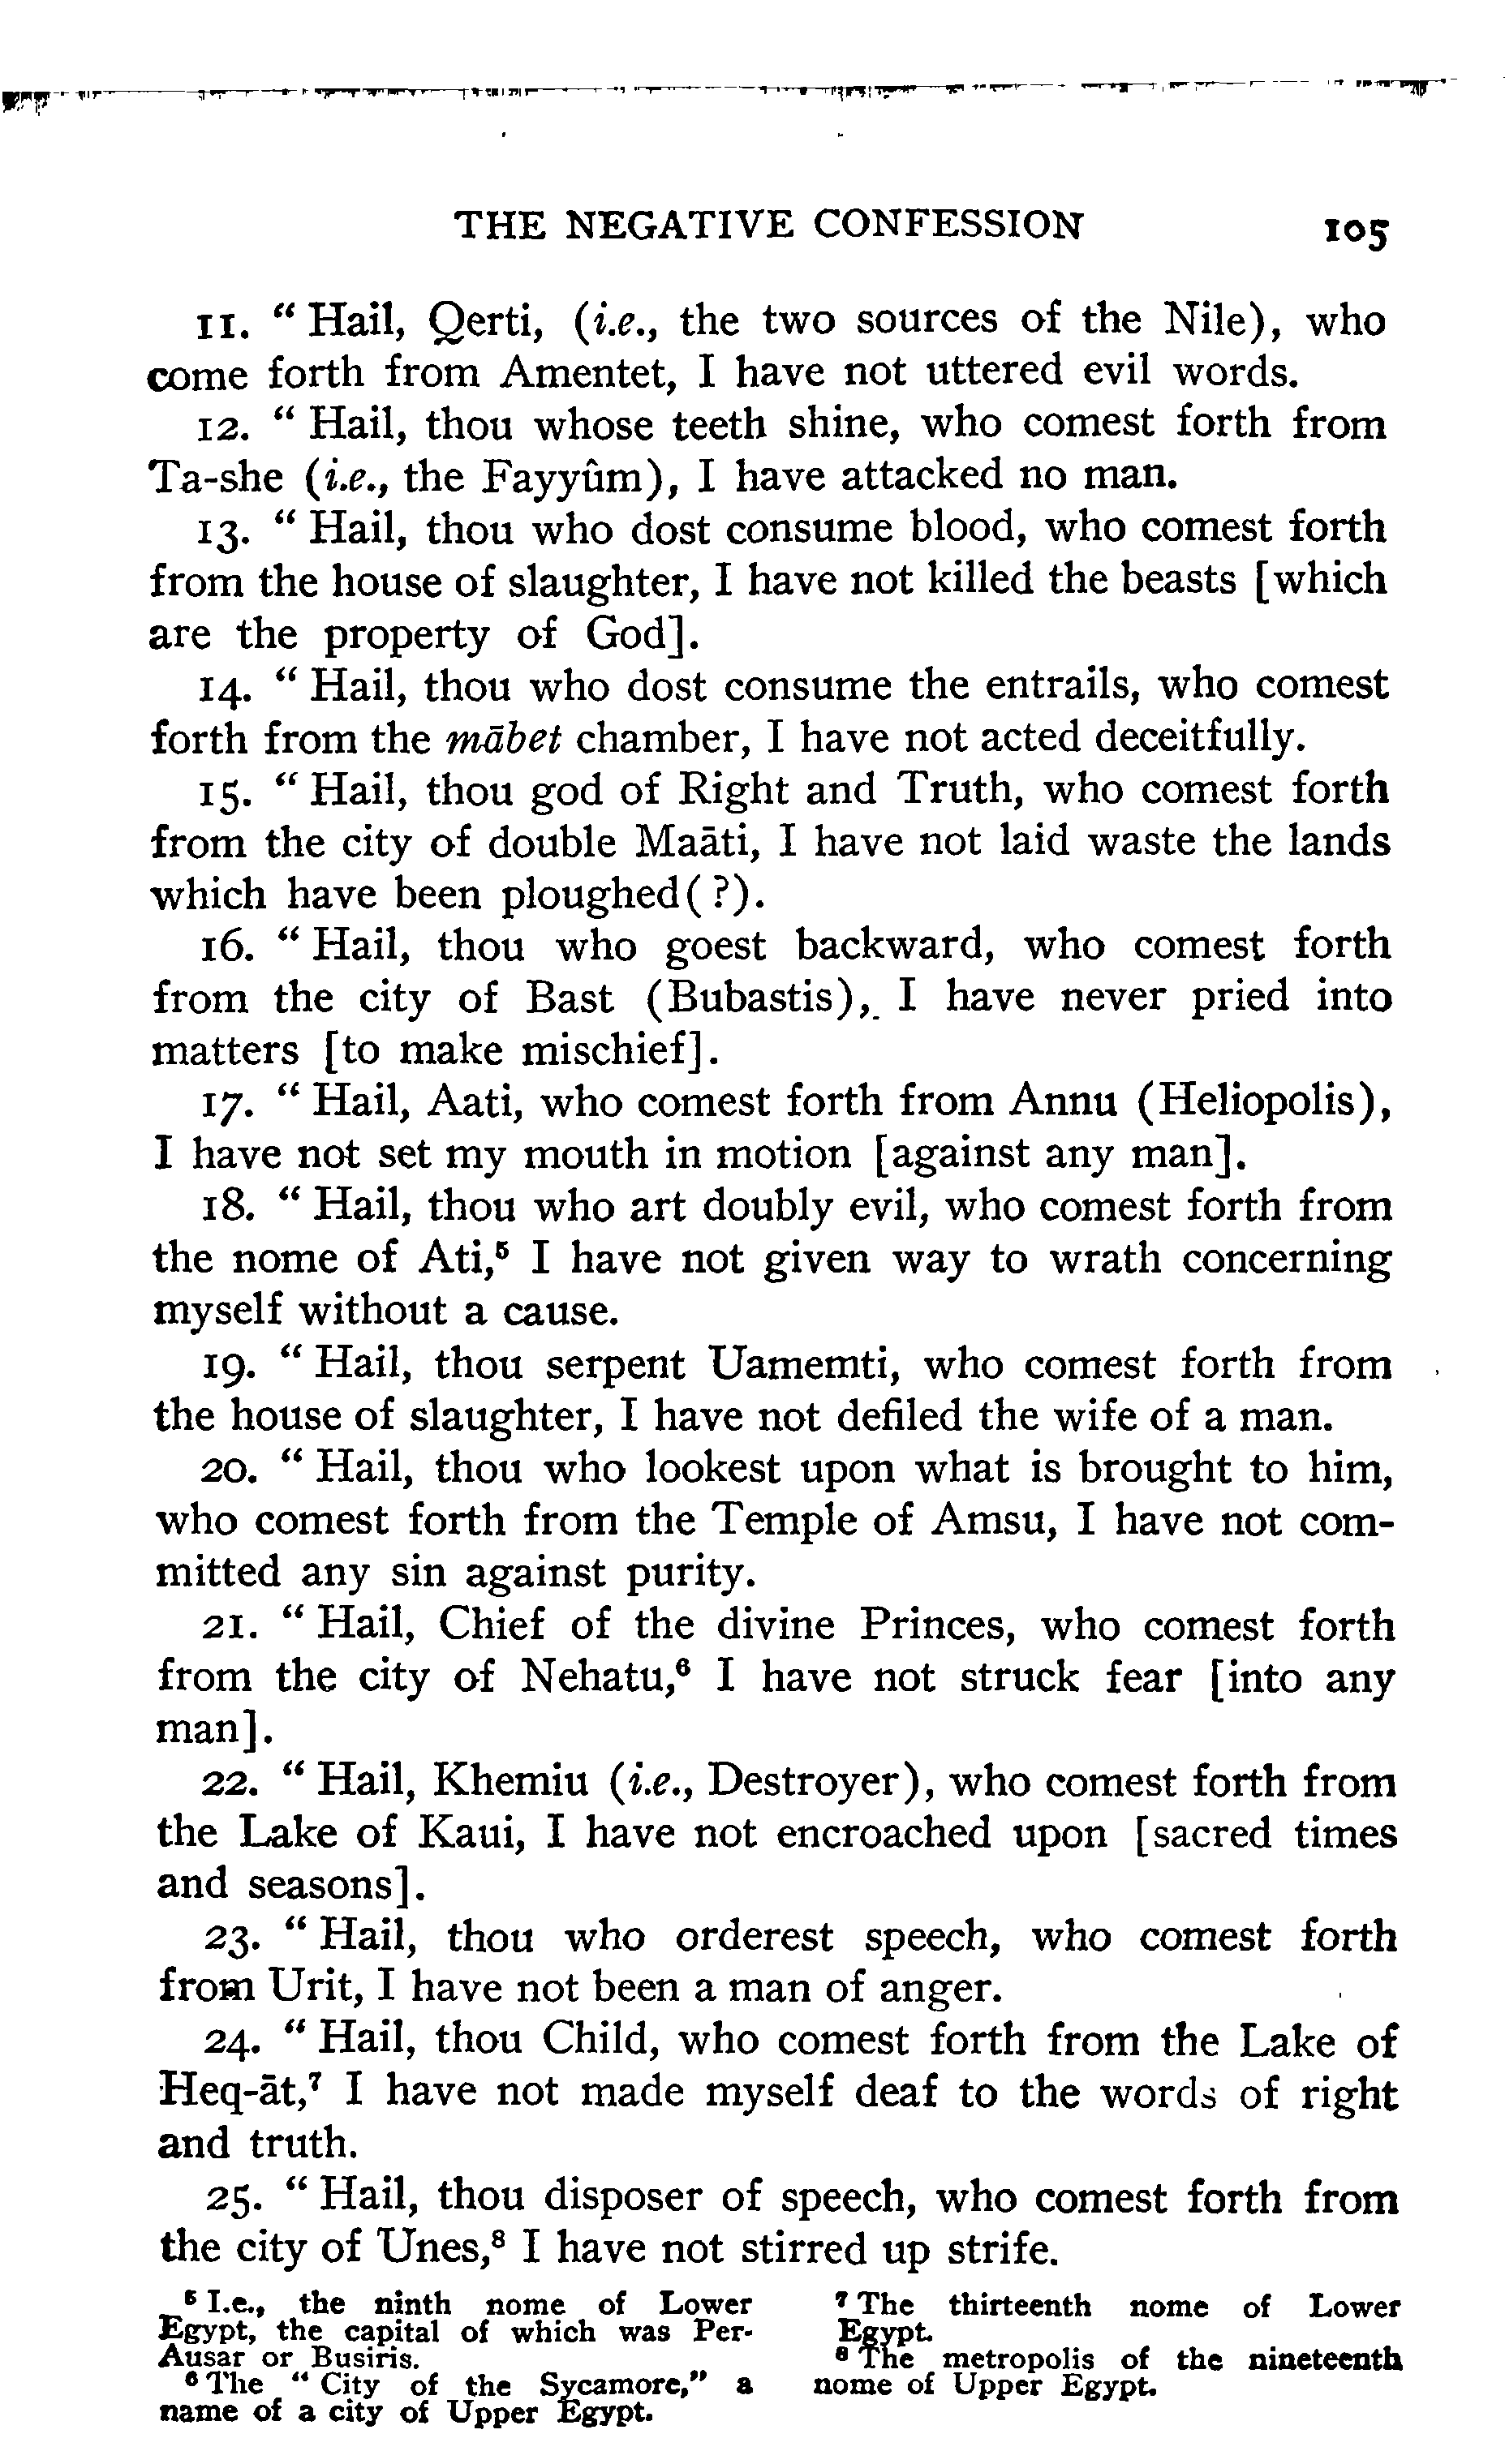 THE NEGATIVE CONFESSION 105
11. “ Hail, Qerti, (i.e., the two sources of the Nile), who
come forth from Amentet, I have not uttered evil words.
12. “ Hail, thou whose teeth shine, who comest forth from
Ta-she (i.e., the Fayyûm), I have attacked no man.
13. “ Hail, thou who dost consume blood, who comest forth
from the house of slaughter, I have not killed the beasts [which
are the property of God].
14. “ Hail, thou who dost consume the entrails, who comest
forth from the mābet chamber, I have not acted deceitfully.
15. “ Hail, thou god of Right and Truth, who comest forth
from the city of double Maāti, I have not laid waste the lands
which have been ploughed(?).
16. “ Hail, thou who goest backward, who comest forth
from the city of Bast (Bubastis), I have never pried into
matters [to make mischief].
17. “ Hail, Aati, who comest forth from Annu (Heliopolis),
I have not set my mouth in motion [against any man].
18. “ Hail, thou who art doubly evil, who comest forth from
the nome of Ati,⁵ I have not given way to wrath concerning
myself without a cause.
19. “ Hail, thou serpent Uamemti, who comest forth from
the house of slaughter, I have not defiled the wife of a man.
20. “ Hail, thou who lookest upon what is brought to him,
who comest forth from the Temple of Amsu, I have not com-
mitted any sin against purity.
21. “ Hail, Chief of the divine Princes, who comest forth
from the city of Nehatu,⁶ I have not struck fear [into any
man].
22. “ Hail, Khemiu (i.e., Destroyer), who comest forth from
the Lake of Kaui, I have not encroached upon [sacred times
and seasons].
23. “ Hail, thou who orderest speech, who comest forth
from Urit, I have not been a man of anger.
24. “ Hail, thou Child, who comest forth from the Lake of
Heq-āt,⁷ I have not made myself deaf to the words of right
and truth.
25. “ Hail, thou disposer of speech, who comest forth from
the city of Unes,⁸ I have not stirred up strife.
⁵ I.e., the ninth nome of Lower
Egypt, the capital of which was Per-
Ausar or Busiris.
⁶ The “ City of the Sycamore,” a
name of a city of Upper Egypt.
⁷ The thirteenth nome of Lower
Egypt.
⁸ The metropolis of the nineteenth
nome of Upper Egypt.